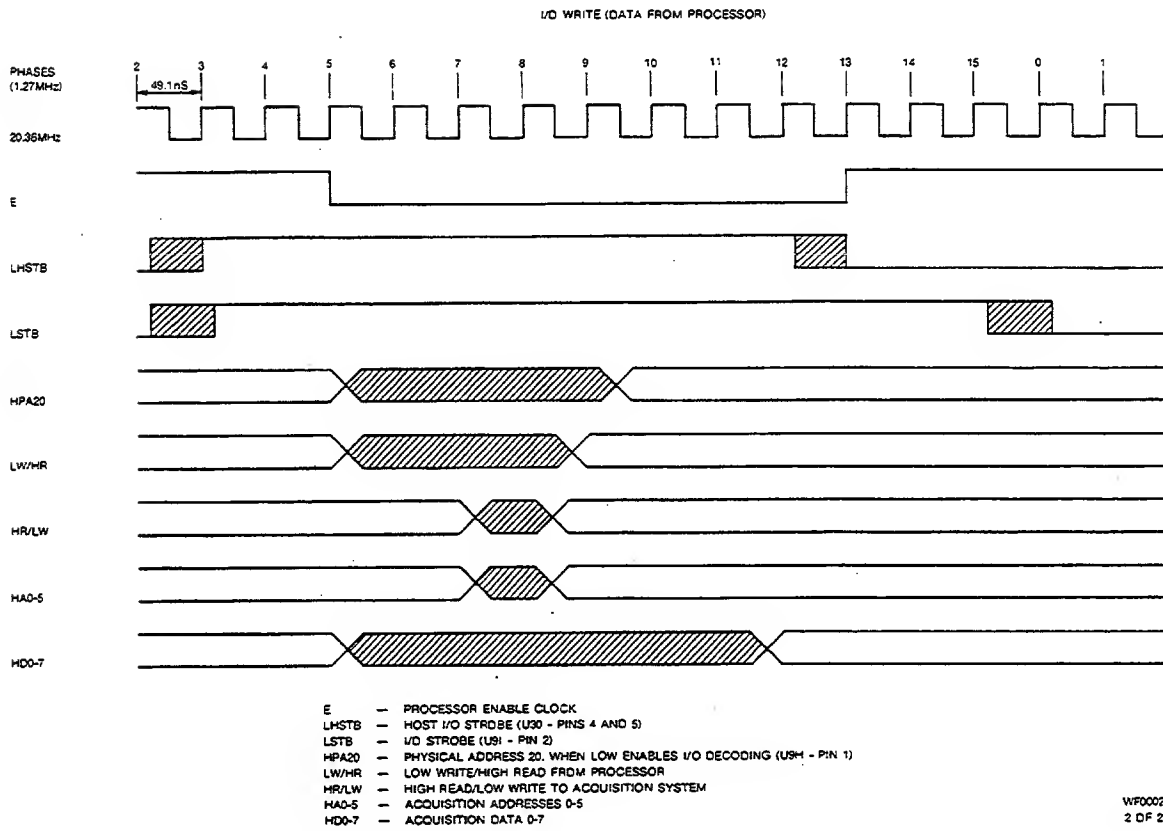 I/O WRITE (DATA FROM PROCESSOR)
PHASES
(1.27MHz)
2 3 4 5 6 7 8 9 10 11 12 13 14 15 0 1
49.1nS
20.36MHz
E
LHSTB
LSTB
HPA20
LW/HR
HR/LW
HA0-5
HD0-7
E — PROCESSOR ENABLE CLOCK
LHSTB — HOST I/O STROBE (U30 - PINS 4 AND 5)
LSTB — I/O STROBE (U9I - PIN 2)
HPA20 — PHYSICAL ADDRESS 20. WHEN LOW ENABLES I/O DECODING (U9H - PIN 1)
LW/HR — LOW WRITE/HIGH READ FROM PROCESSOR
HR/LW — HIGH READ/LOW WRITE TO ACQUISITION SYSTEM
HA0-5 — ACQUISITION ADDRESSES 0-5
HD0-7 — ACQUISITION DATA 0-7
WF0002
2 OF 2